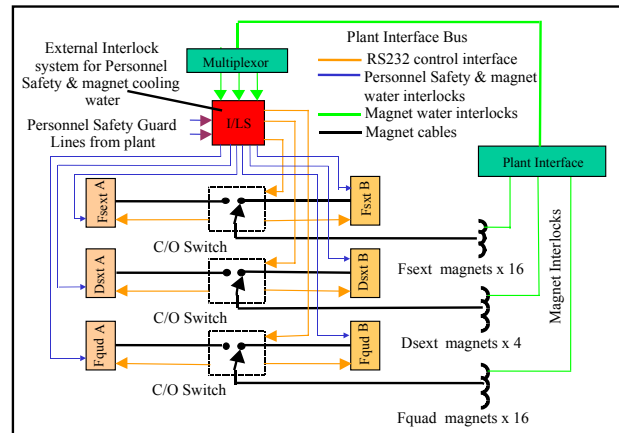 External Interlock
system for Personnel
Safety & magnet cooling
water
Personnel Safety Guard
Lines from plant
Multiplexor
I/LS
Plant Interface Bus
RS232 control interface
Personnel Safety & magnet
water interlocks
Magnet water interlocks
Magnet cables
Plant Interface
Fsext A
C/O Switch
Fsxt B
Fsext magnets x 16
Magnet Interlocks
Dsxt A
C/O Switch
Dsxt B
Dsext magnets x 4
Fqud A
C/O Switch
Fqud B
Fquad magnets x 16